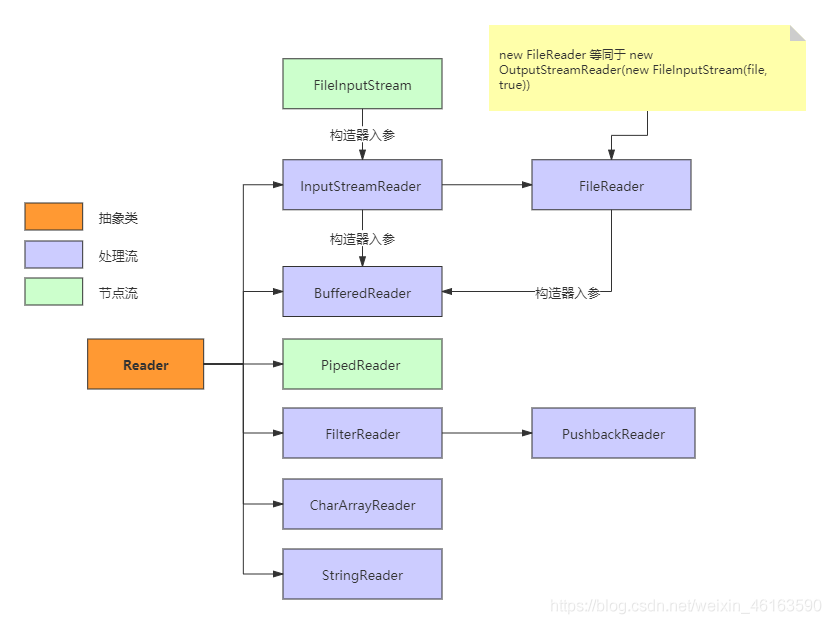 new FileReader 等同于 new
OutputStreamReader(new FileInputStream(file,
true))
FileInputStream
构造器入参
InputStreamReader
FileReader
抽象类
构造器入参
处理流
节点流
BufferedReader
构造器入参
Reader
PipedReader
FilterReader
PushbackReader
CharArrayReader
StringReader
https://blog.csdn.net/weixin_46163590